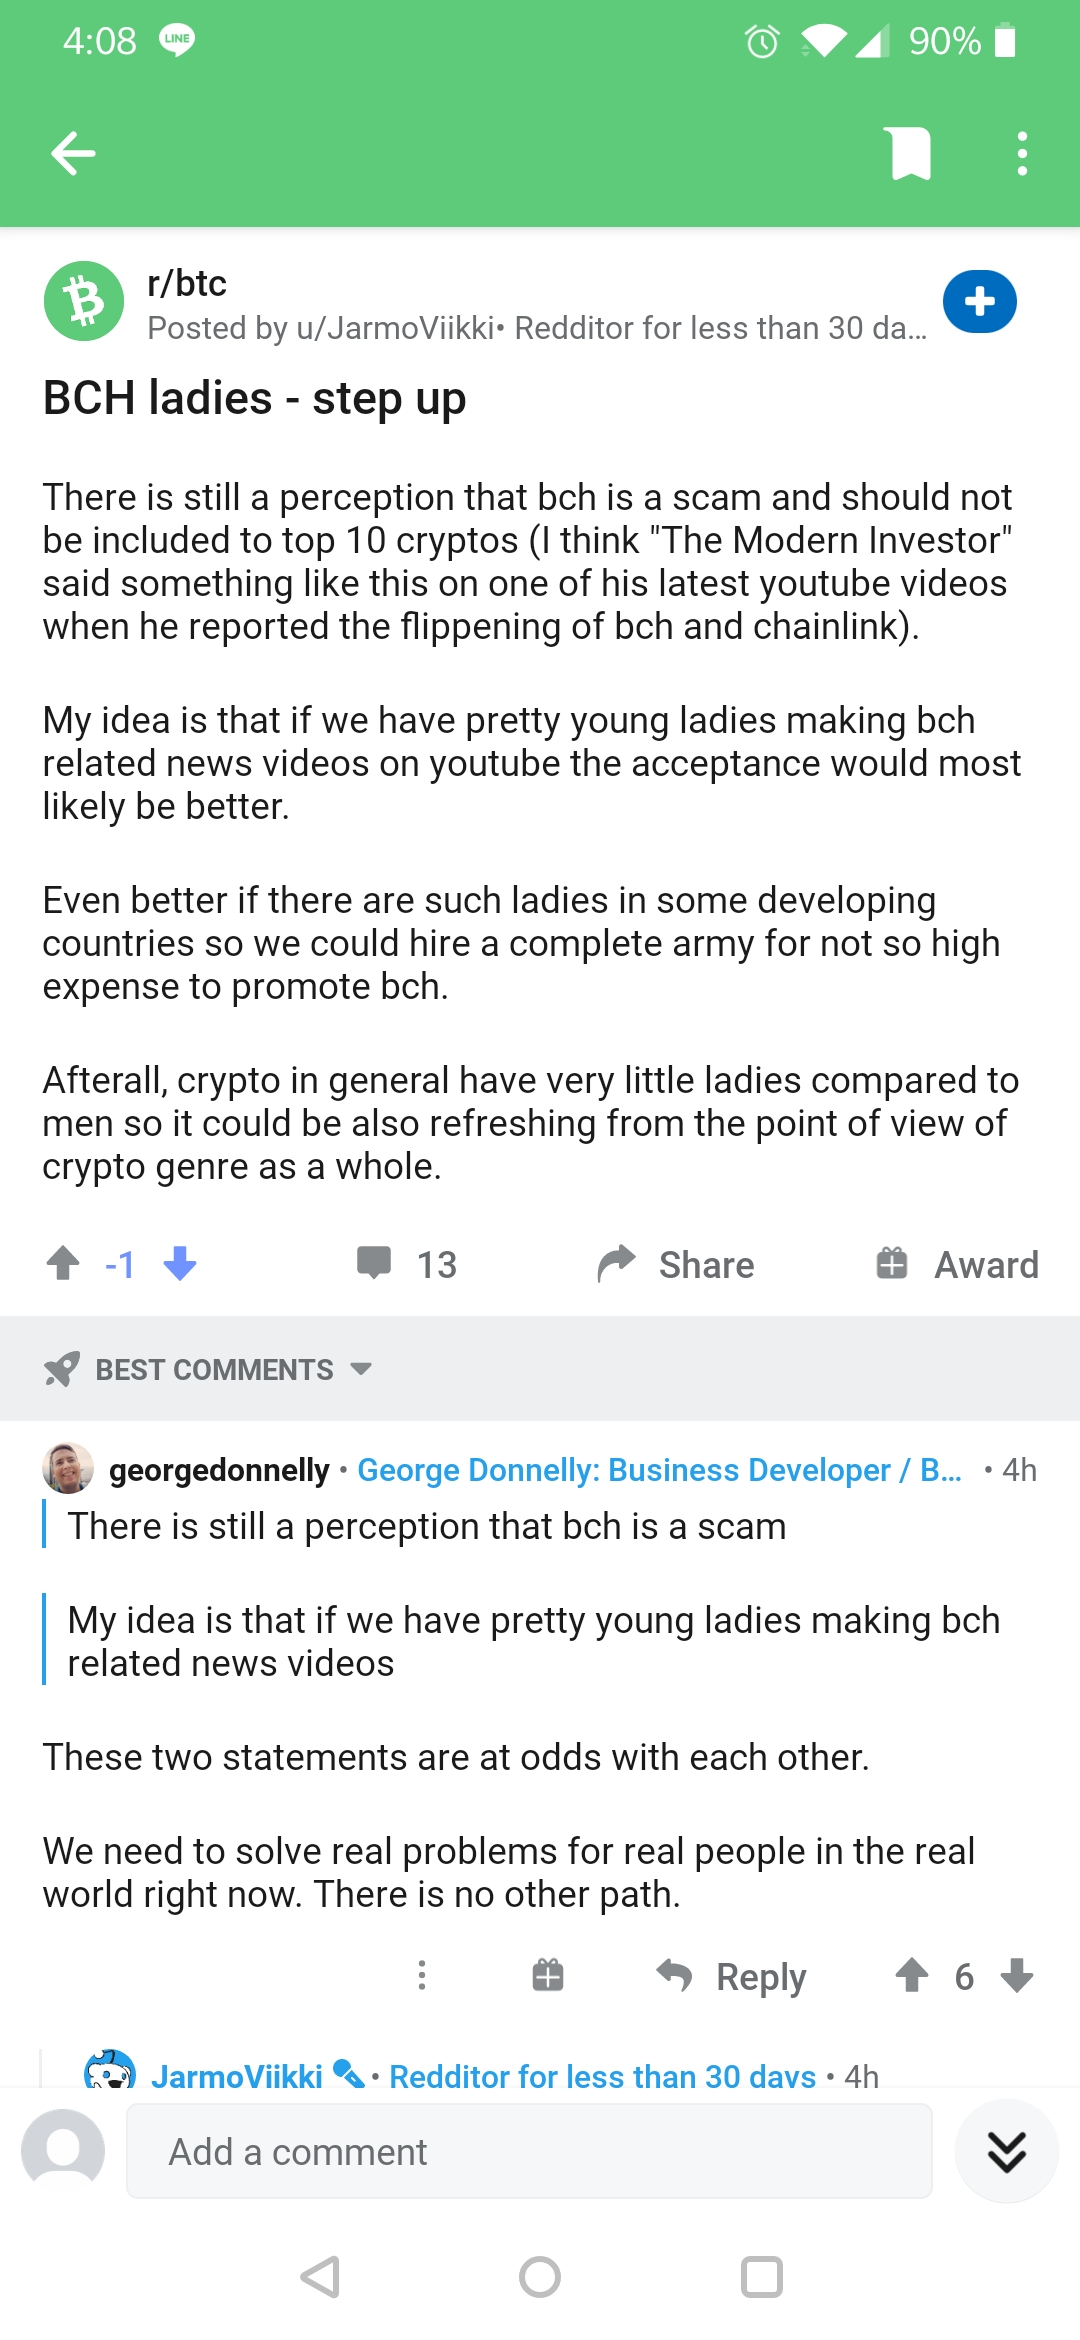 4:08 LINE 90%
r/btc
Posted by u/JarmoViikki• Redditor for less than 30 da...
BCH ladies - step up
There is still a perception that bch is a scam and should not
be included to top 10 cryptos (I think "The Modern Investor"
said something like this on one of his latest youtube videos
when he reported the flippening of bch and chainlink).
My idea is that if we have pretty young ladies making bch
related news videos on youtube the acceptance would most
likely be better.
Even better if there are such ladies in some developing
countries so we could hire a complete army for not so high
expense to promote bch.
Afterall, crypto in general have very little ladies compared to
men so it could be also refreshing from the point of view of
crypto genre as a whole.
-1 13 Share Award
BEST COMMENTS
georgedonnelly • George Donnelly: Business Developer / B... • 4h
There is still a perception that bch is a scam
My idea is that if we have pretty young ladies making bch
related news videos
These two statements are at odds with each other.
We need to solve real problems for real people in the real
world right now. There is no other path.
Reply 6
JarmoViikki • Redditor for less than 30 days • 4h
Add a comment